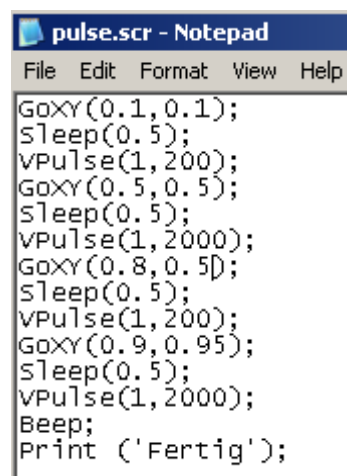 pulse.scr - Notepad
File Edit Format View Help
GoXY(0.1,0.1);
Sleep(0.5);
VPulse(1,200);
GoXY(0.5,0.5);
Sleep(0.5);
VPulse(1,2000);
GoXY(0.8,0.5);
Sleep(0.5);
VPulse(1,200);
GoXY(0.9,0.95);
Sleep(0.5);
VPulse(1,2000);
Beep;
Print ('Fertig');